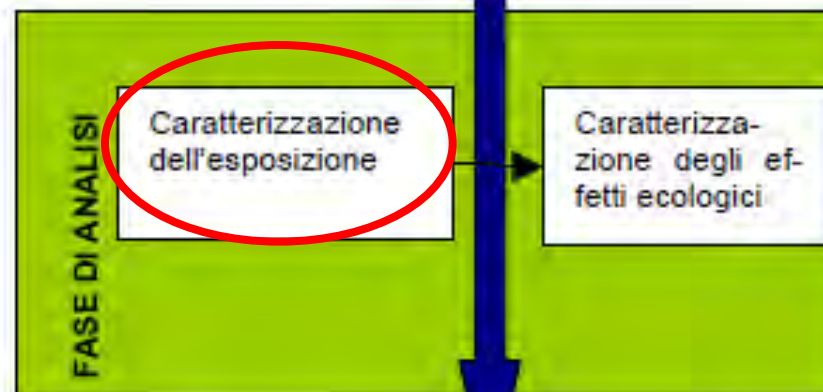 FASE DI ANALISI
Caratterizzazione
dell'esposizione
Caratterizza-
zione degli ef-
fetti ecologici